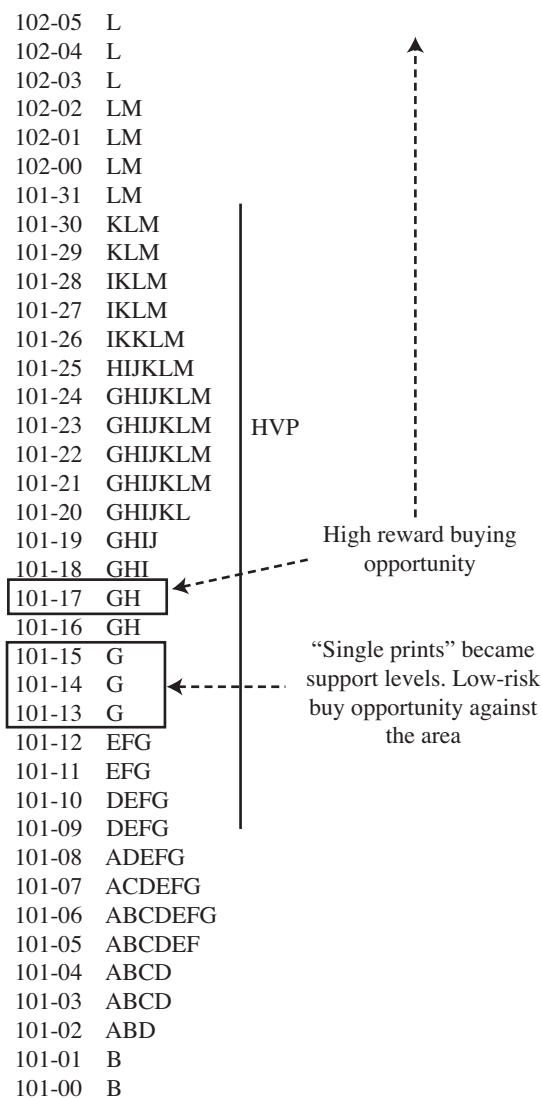 102-05 L
102-04 L
102-03 L
102-02 LM
102-01 LM
102-00 LM
101-31 LM
101-30 KLM
101-29 KLM
101-28 IKLM
101-27 IKLM
101-26 IKKLM
101-25 HIJKLM
101-24 GHIJKLM
101-23 GHIJKLM
HVP
101-22 GHIJKLM
101-21 GHIJKLM
101-20 GHIJKL
101-19 GHIJ
101-18 GHI
101-17 GH
101-16 GH
101-15 G
101-14 G
101-13 G
101-12 EFG
101-11 EFG
101-10 DEFG
101-09 DEFG
101-08 ADEFG
101-07 ACDEFG
101-06 ABCDEFG
101-05 ABCDEF
101-04 ABCD
101-03 ABCD
101-02 ABD
101-01 B
101-00 B
High reward buying
opportunity
“Single prints” became
support levels. Low-risk
buy opportunity against
the area